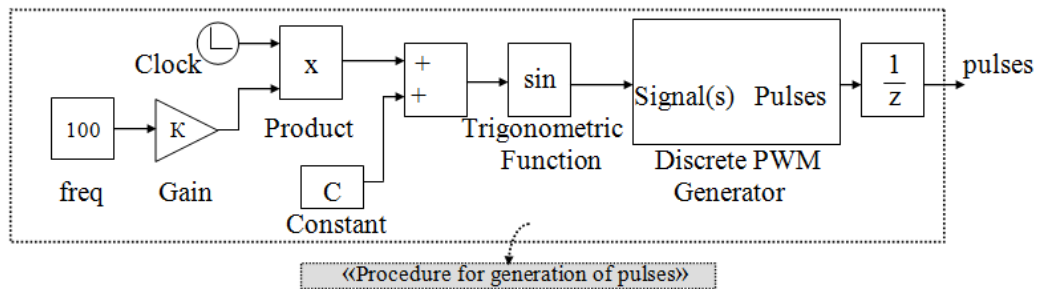 Clock
x
Product
100
freq
K
Gain
C
Constant
+
+
sin
Trigonometric
Function
Signal(s) Pulses
Discrete PWM
Generator
1
z
pulses
«Procedure for generation of pulses»